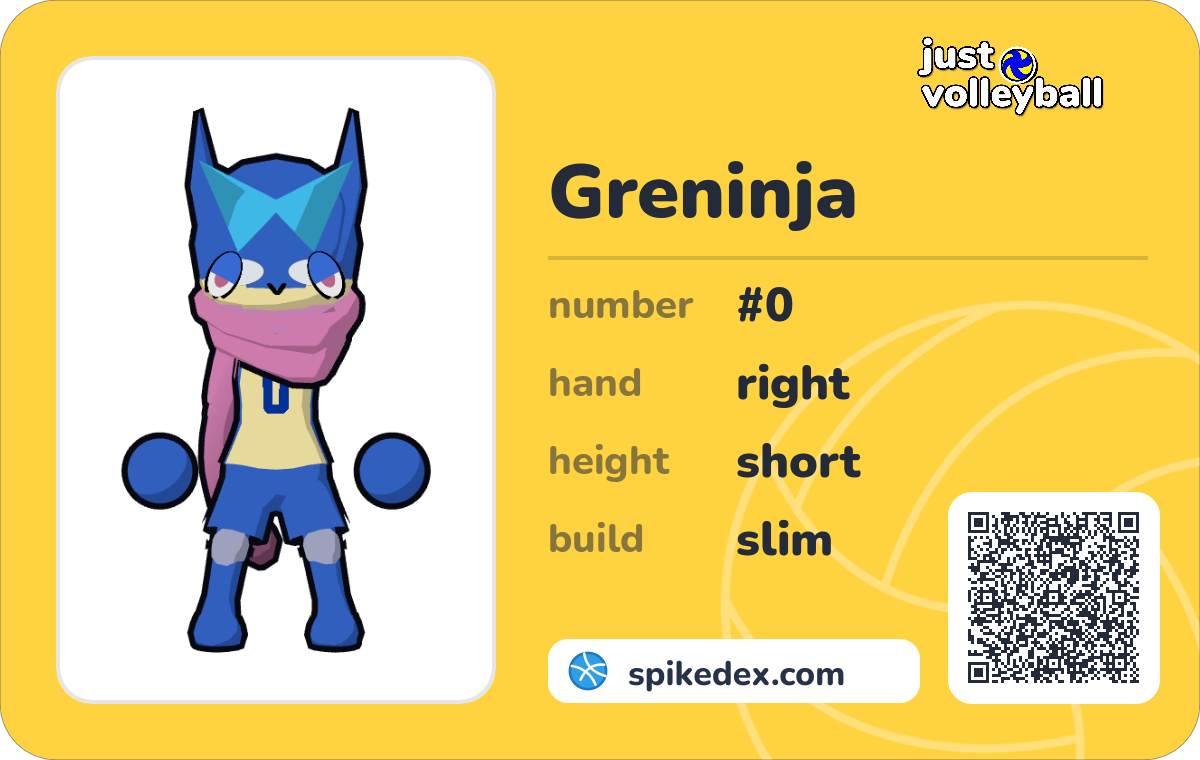 just
volleyball
Greninja
number #0
hand right
height short
build slim
0
spikedex.com